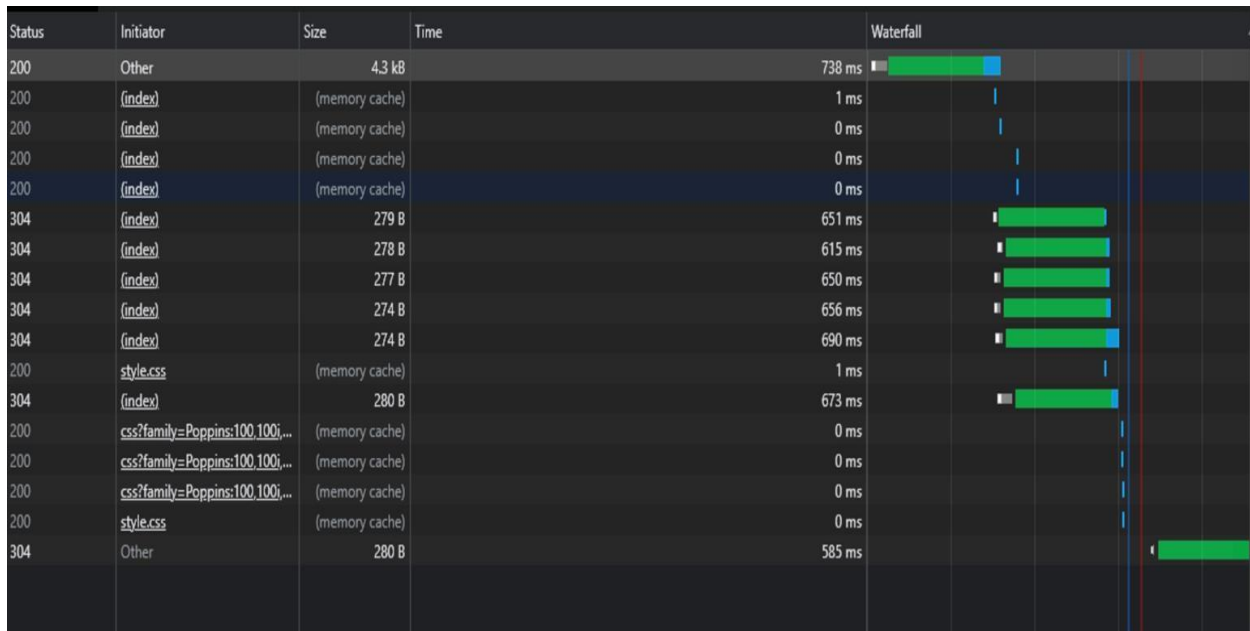 Status Initiator Size Time Waterfall
200 Other 4.3 kB 738 ms
200 (index) (memory cache) 1 ms
200 (index) (memory cache) 0 ms
200 (index) (memory cache) 0 ms
200 (index) (memory cache) 0 ms
304 (index) 279 B 651 ms
304 (index) 278 B 615 ms
304 (index) 277 B 650 ms
304 (index) 274 B 656 ms
304 (index) 274 B 690 ms
200 style.css (memory cache) 1 ms
304 (index) 280 B 673 ms
200 css?family=Poppins:100,100i,... (memory cache) 0 ms
200 css?family=Poppins:100,100i,... (memory cache) 0 ms
200 css?family=Poppins:100,100i,... (memory cache) 0 ms
200 style.css (memory cache) 0 ms
304 Other 280 B 585 ms